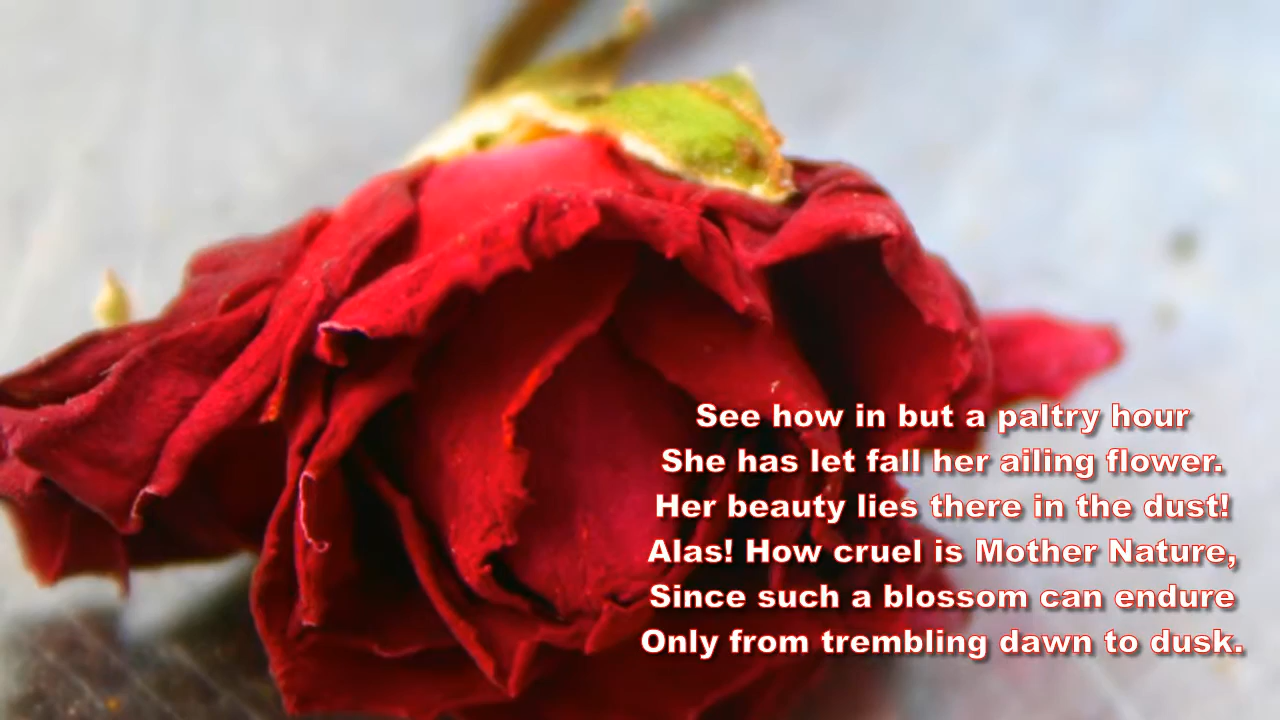 See how in but a paltry hour
She has let fall her ailing flower.
Her beauty lies there in the dust!
Alas! How cruel is Mother Nature,
Since such a blossom can endure
Only from trembling dawn to dusk.